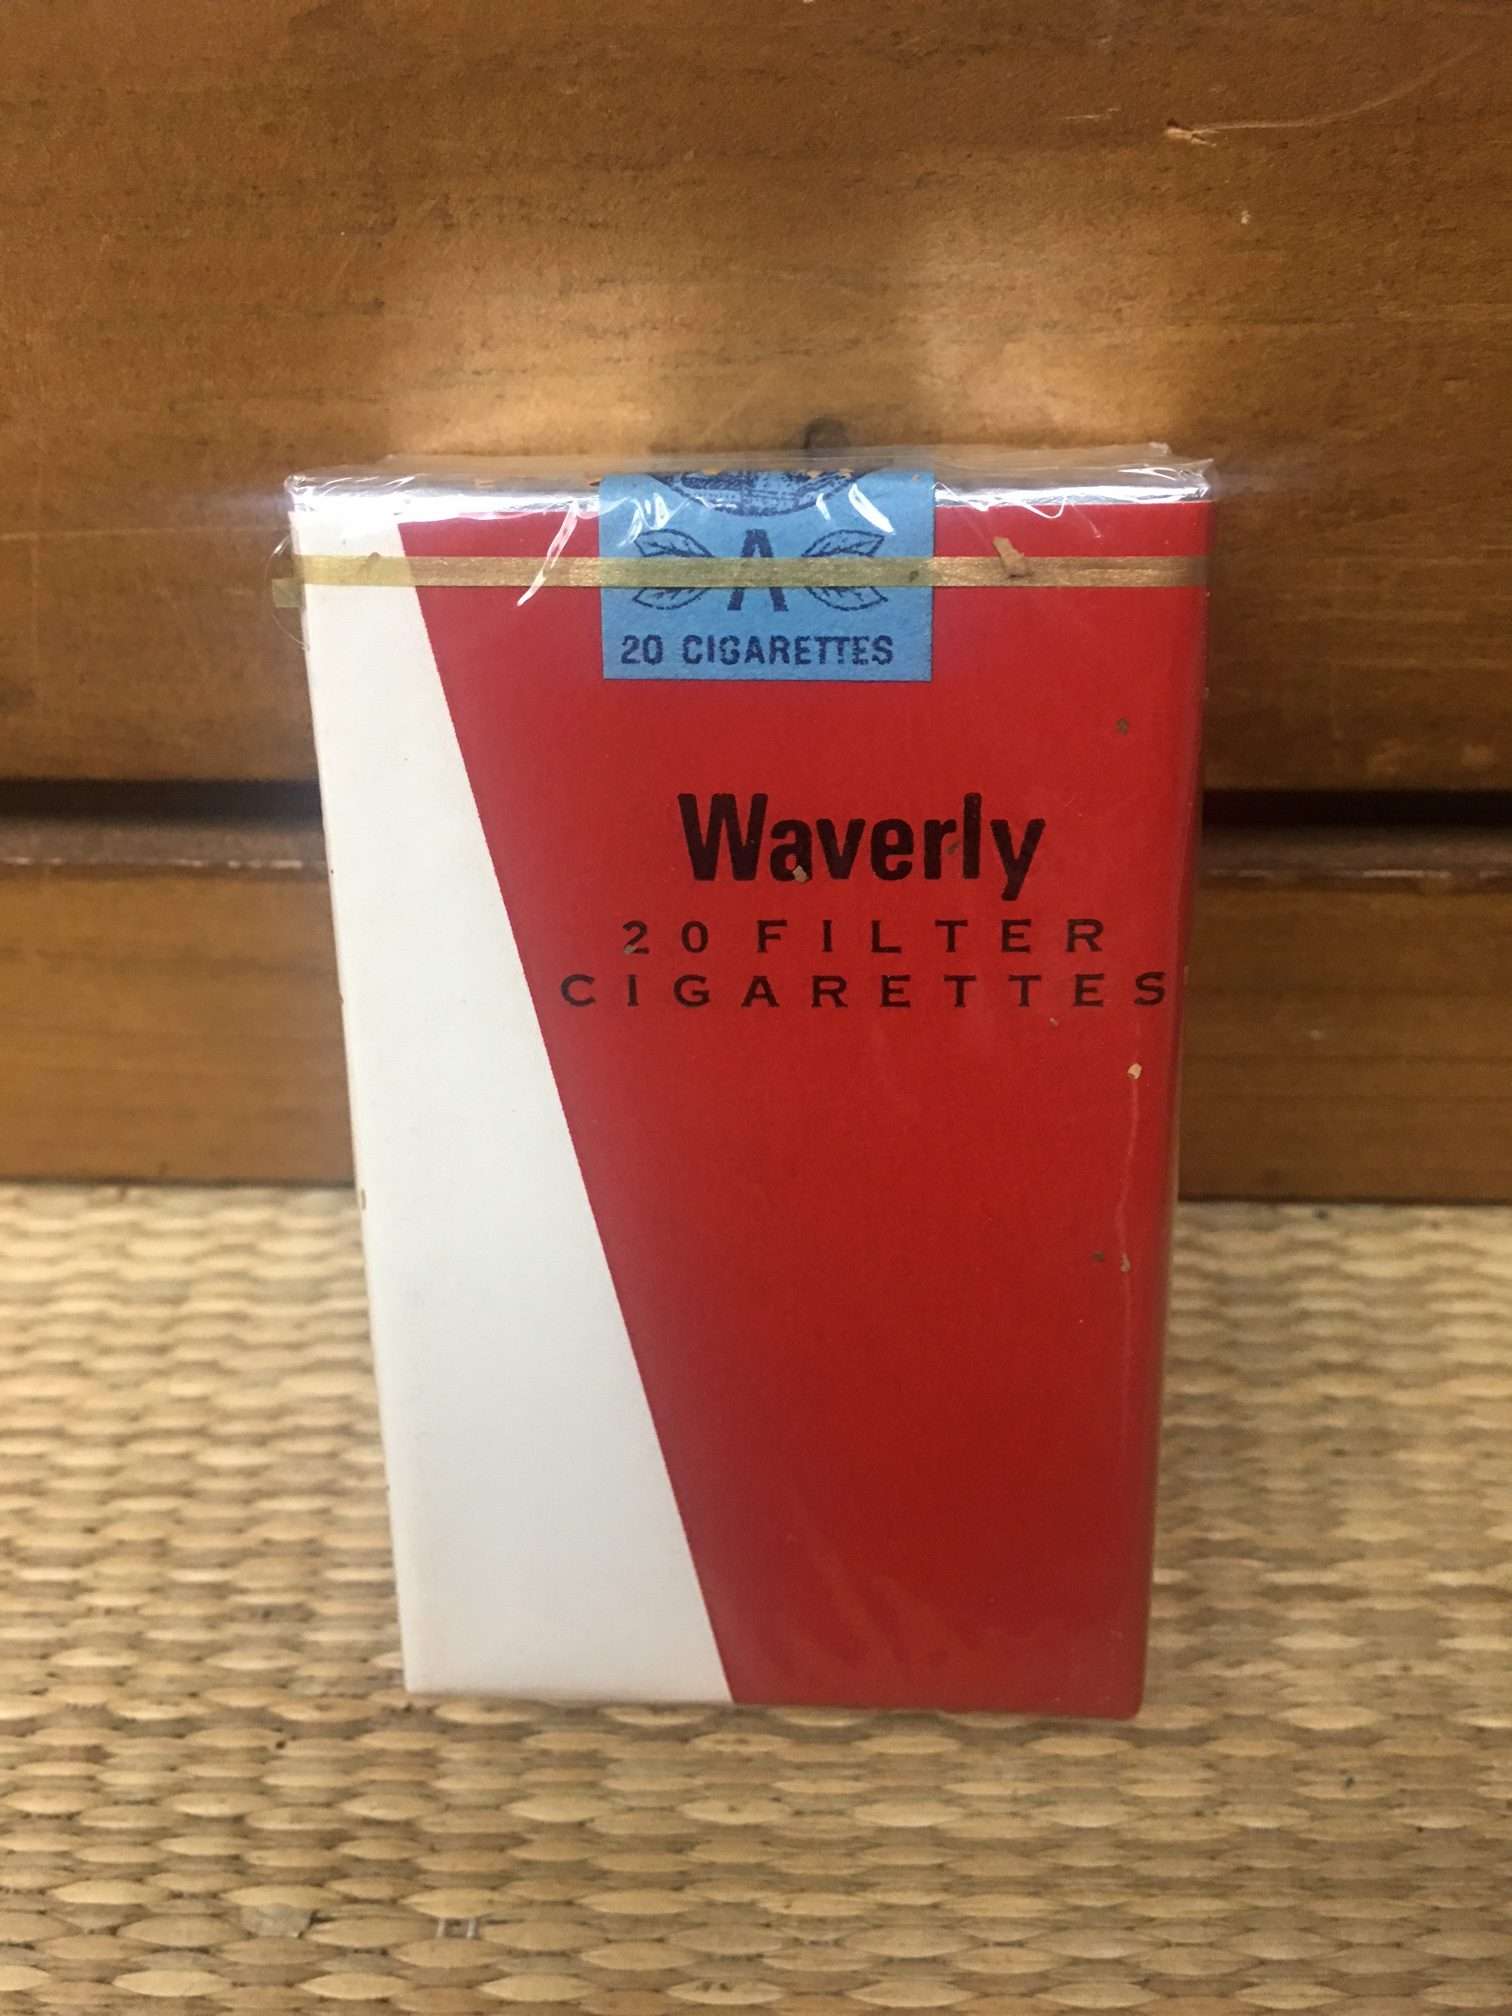 A
20 CIGARETTES
Waverly
20 FILTER
CIGARETTES